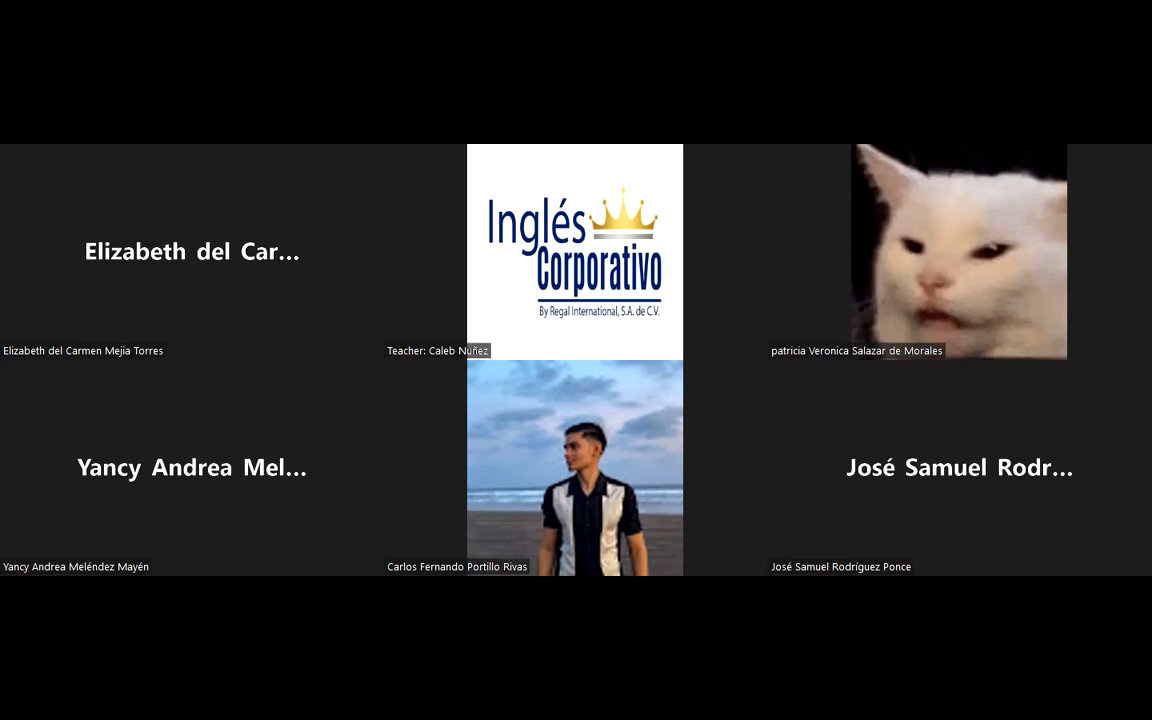 Elizabeth del Car...
Elizabeth del Carmen Mejia Torres
Inglés
Corporativo
By Regal International, S.A. de C.V.
Teacher: Caleb Nuñez
patricia Veronica Salazar de Morales
Yancy Andrea Mel...
Yancy Andrea Meléndez Mayén
Carlos Fernando Portillo Rivas
José Samuel Rodr...
José Samuel Rodríguez Ponce